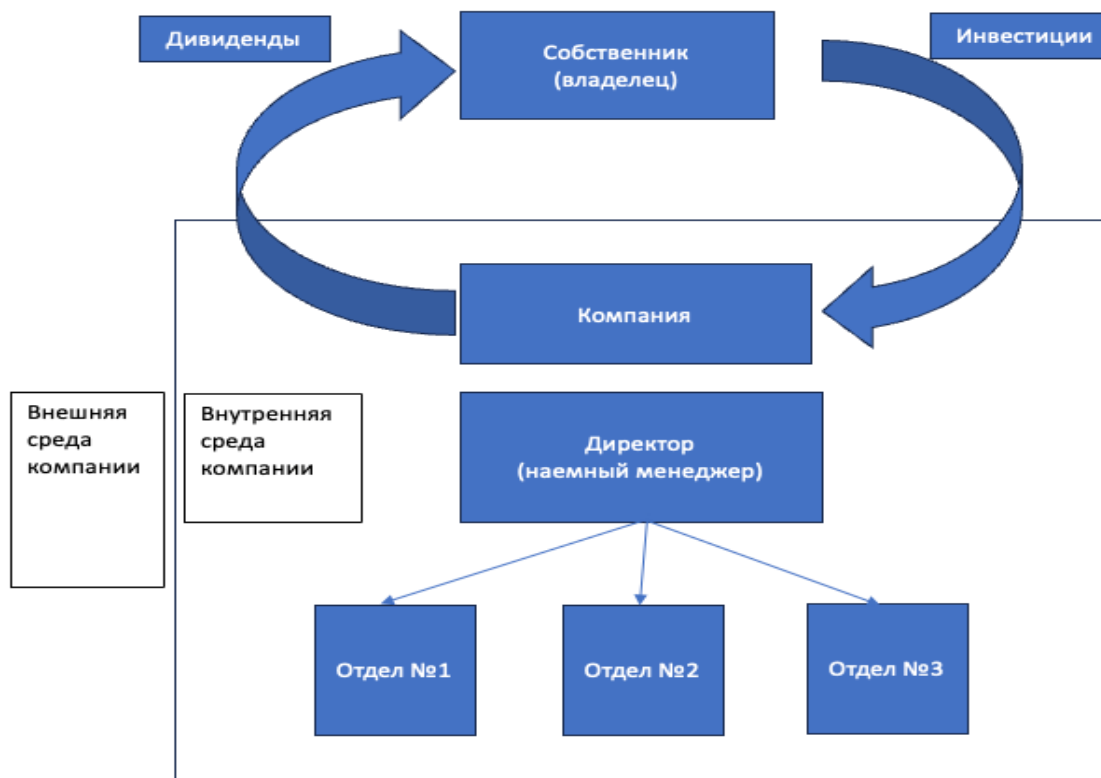 Дивиденды
Собственник
(владелец)
Инвестиции
Компания
Внешняя
среда
компании
Внутренняя
среда
компании
Директор
(наемный менеджер)
Отдел №1
Отдел №2
Отдел №3